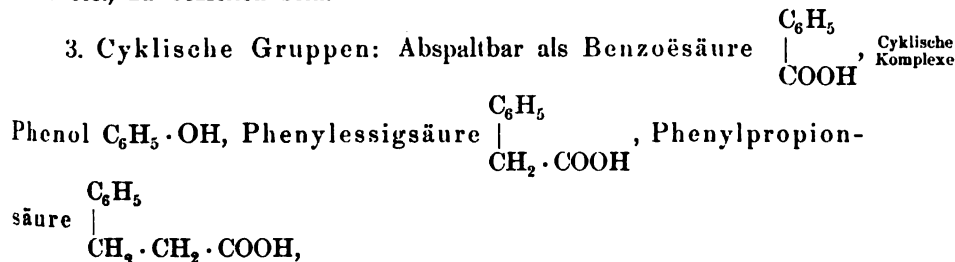 3. Cyklische Gruppen: Abspaltbar als Benzoësäure
C₆H₅
|
COOH,
Cyklische
Komplexe
Phenol C₆H₅ · OH, Phenylessigsäure
C₆H₅
|
CH₂ · COOH
, Phenylpropion-
säure
C₆H₅
|
CH₂ · CH₂ · COOH,